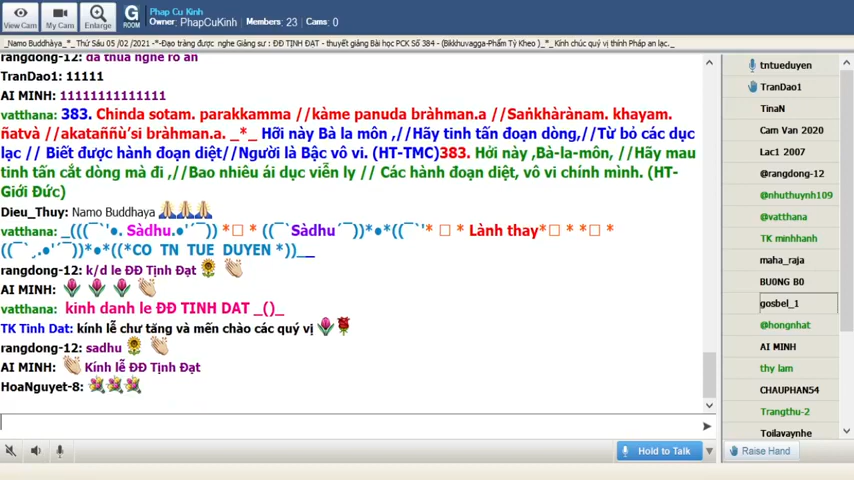 Phap Cu Kinh
Owner: PhapCuKinh Members: 23 Cams: 0
View Cam My Cam Enlarge G ROOM
_Namo Buddhàya_*_ Thứ Sáu 05 /02 /2021 -*-Đạo tràng được nghe Giảng sư : ĐĐ TỊNH ĐẠT - thuyết giảng Bài học PCK Số 384 - (Bikkhuvagga-Phẩm Tỳ Kheo )_*_ Kính chúc quý vị thính Pháp an lạc._
rangdong-12: da thua nghe ro an
TranDao1: 11111
AI MINH: 11111111111111
vatthana: 383. Chinda sotam. parakkamma //kàme panuda bràhman.a //Saṅkhàrànam. khayam.
ñatvà //akataññù’si bràhman.a. _*_ Hỡi này Bà la môn ,//Hãy tinh tấn đoạn dòng,//Từ bỏ các dục
lạc // Biết được hành đoạn diệt//Người là Bậc vô vi. (HT-TMC)383. Hới này ,Bà-la-môn, //Hãy mau
tinh tấn cắt dòng mà đi ,//Bao nhiêu ái dục viễn ly // Các hành đoạn diệt, vô vi chính mình. (HT-
Giới Đức)
Dieu_Thuy: Namo Buddhaya
vatthana: _(((¯`'•. Sàdhu.•'´¯)) *□ * ((¯`Sàdhu´¯))*•*((¯`'* □ * Lành thay*□ * *□ *
((¯`´.•'´¯))*•*((*CO TN TUE DUYEN *))__
rangdong-12: k/d le ĐĐ Tịnh Đạt
AI MINH:
vatthana: kinh danh le ĐĐ TINH DAT _()_
TK Tinh Dat: kính lễ chư tăng và mến chào các quý vị
rangdong-12: sadhu
AI MINH: Kính lễ ĐĐ Tịnh Đạt
HoaNguyet-8:
Hold to Talk
tntueduyen
TranDao1
TinaN
Cam Van 2020
Lac1 2007
@rangdong-12
@nhuthuynh109
@vatthana
TK minhhanh
maha_raja
BUONG BO
gosbel_1
@hongnhat
AI MINH
thy lam
CHAUPHAN54
Trangthu-2
Toilavaynhe
Raise Hand